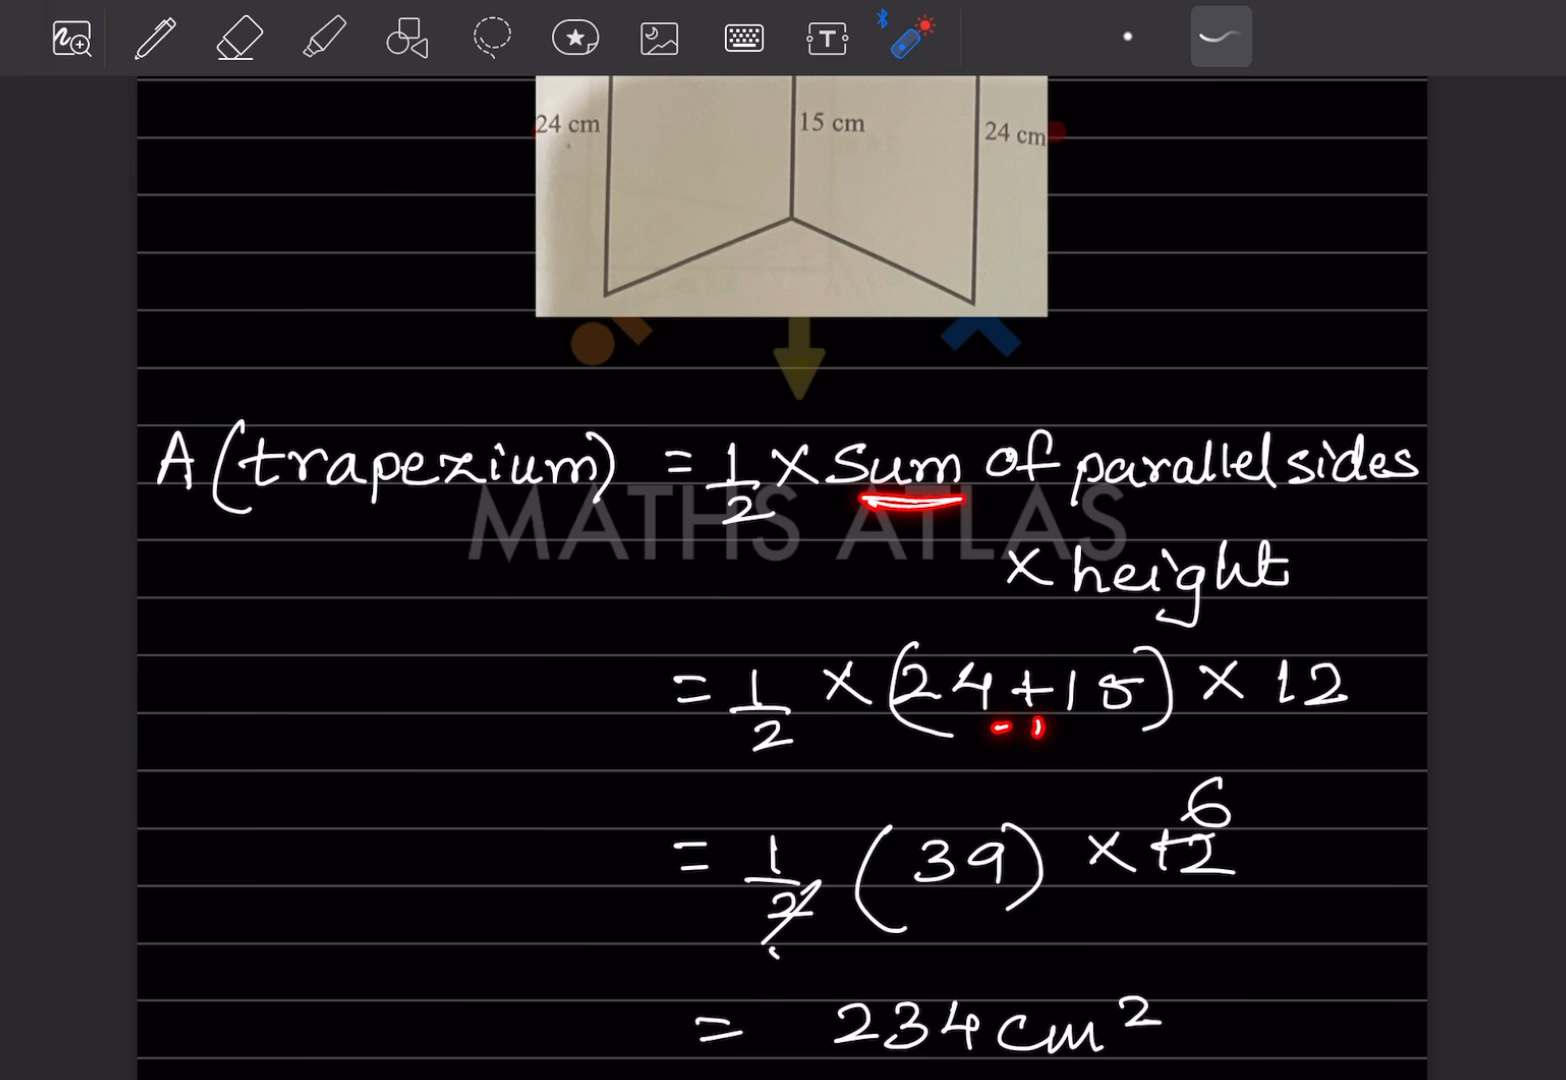 24 cm 15 cm 24 cm
A (trapezium) = 1/2 × Sum of parallel sides
MATHS ATLAS
× height
= 1/2 × (24+15) × 12
= 1/2 (39) × 12 6
= 234 cm²